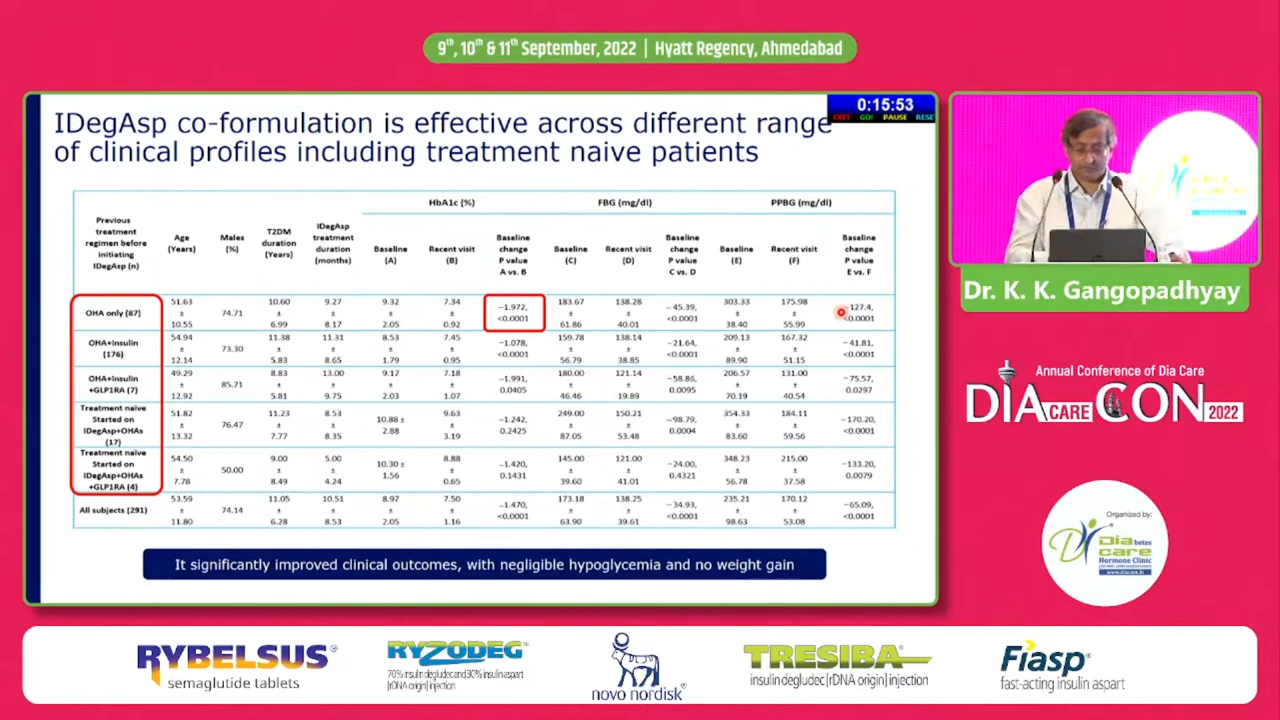 9th, 10th & 11th September, 2022 | Hyatt Regency, Ahmedabad
0:15:53
EXIT GO! PAUSE RESE
IDegAsp co-formulation is effective across different range
of clinical profiles including treatment naive patients
Previous treatment regimen before initiating IDegAsp (n)
Age (Years)
Males (%)
T2DM duration (Years)
IDegAsp treatment duration (months)
HbA1c (%)
FBG (mg/dl)
PPBG (mg/dl)
Baseline (A)
Recent visit (B)
Baseline change P value A vs. B
Baseline (C)
Recent visit (D)
Baseline change P value C vs. D
Baseline (E)
Recent visit (F)
Baseline change P value E vs. F
OHA only (87) 51.63 ± 10.55 74.71 10.60 ± 6.99 9.27 ± 8.17 9.32 ± 2.05 7.34 ± 0.92 −1.972, <0.0001 183.67 ± 61.86 138.28 ± 40.01 − 45.39, <0.0001 303.33 ± 38.40 175.98 ± 55.99 127.4, <0.0001
OHA+Insulin (176) 54.94 ± 12.14 73.30 11.38 ± 5.83 11.31 ± 8.65 8.53 ± 1.79 7.45 ± 0.95 −1.078, <0.0001 159.78 ± 56.79 138.14 ± 38.85 −21.64, <0.0001 209.13 ± 89.90 167.32 ± 51.15 − 41.81, <0.0001
OHA+Insulin +GLP1RA (7) 49.29 ± 12.92 85.71 8.83 ± 5.81 13.00 ± 9.75 9.17 ± 2.03 7.18 ± 1.07 −1.991, 0.0405 180.00 ± 46.46 121.14 ± 19.89 −58.86, 0.0095 206.57 ± 70.19 131.00 ± 40.54 −75.57, 0.0297
Treatment naïve Started on IDegAsp+OHAs (17) 51.82 ± 13.32 76.47 11.23 ± 7.77 8.53 ± 8.35 10.88 ± 2.88 9.63 ± 3.19 −1.242, 0.2425 249.00 ± 87.05 150.21 ± 53.48 −98.79, 0.0004 354.33 ± 83.60 184.11 ± 59.56 −170.20, <0.0001
Treatment naïve Started on IDegAsp+OHAs +GLP1RA (4) 54.50 ± 7.78 50.00 9.00 ± 8.49 5.00 ± 4.24 10.30 ± 1.56 8.88 ± 0.65 −1.420, 0.1431 145.00 ± 39.60 121.00 ± 41.01 −24.00, 0.4321 348.23 ± 56.78 215.00 ± 37.58 −133.20, 0.0079
All subjects (291) 53.59 ± 11.80 74.14 11.05 ± 6.28 10.51 ± 8.53 8.97 ± 2.05 7.50 ± 1.16 −1.470, <0.0001 173.18 ± 63.90 138.25 ± 39.61 −34.93, <0.0001 235.21 ± 98.63 170.12 ± 53.08 −65.09, <0.0001
It significantly improved clinical outcomes, with negligible hypoglycemia and no weight gain
Dr. K. K. Gangopadhyay
Annual Conference of Dia Care
DIA CARE CON 2022
Organized by:
Diabetes
care
Hormone Clinic
RYBELSUS®
semaglutide tablets
RYZODEG™
70% insulin degludec and 30% insulin aspart
[rDNA origin] injection
novo nordisk®
TRESIBA®
insulin degludec [rDNA origin] injection
Fiasp®
fast-acting insulin aspart